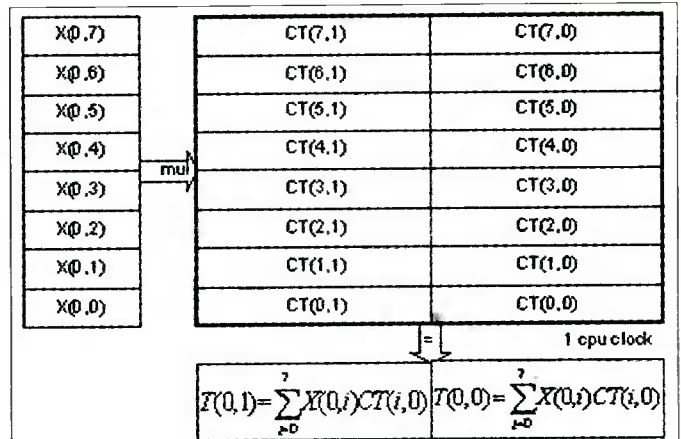 X(0,7) CT(7,1) CT(7,0)
X(0,6) CT(6,1) CT(6,0)
X(0,5) CT(5,1) CT(5,0)
X(0,4) CT(4,1) CT(4,0)
mul
X(0,3) CT(3,1) CT(3,0)
X(0,2) CT(2,1) CT(2,0)
X(0,1) CT(1,1) CT(1,0)
X(0,0) CT(0,1) CT(0,0)
= 1 cpu clock
T(0,1)=∑_{i=0}^{7}X(0,i)CT(i,0) T(0,0)=∑_{i=0}^{7}X(0,i)CT(i,0)